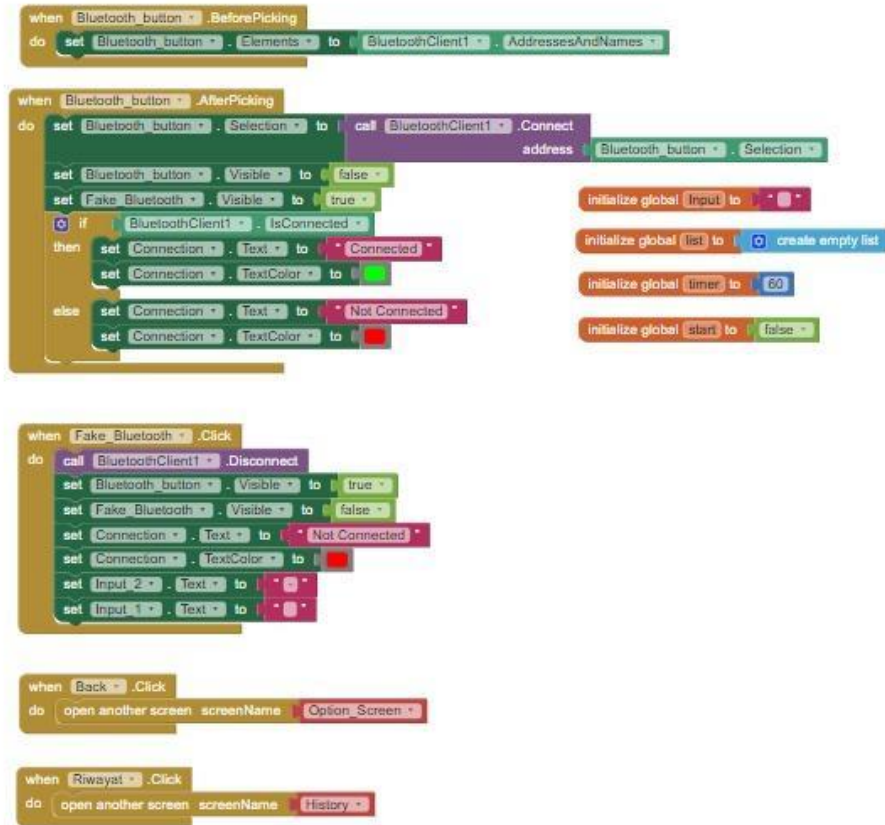 when Bluetooth_button .BeforePicking
do set Bluetooth_button . Elements to BluetoothClient1 . AddressesAndNames
when Bluetooth_button .AfterPicking
do set Bluetooth_button . Selection to call BluetoothClient1 .Connect
address Bluetooth_button . Selection
set Bluetooth_button . Visible to false
set Fake_Bluetooth . Visible to true
if BluetoothClient1 . IsConnected
then set Connection . Text to " Connected "
set Connection . TextColor to
else set Connection . Text to " Not Connected "
set Connection . TextColor to
initialize global Input to " "
initialize global list to create empty list
initialize global timer to 60
initialize global start to false
when Fake_Bluetooth .Click
do call BluetoothClient1 .Disconnect
set Bluetooth_button . Visible to true
set Fake_Bluetooth . Visible to false
set Connection . Text to " Not Connected "
set Connection . TextColor to
set Input_2 . Text to " - "
set Input_1 . Text to " "
when Back .Click
do open another screen screenName Option_Screen
when Riwayat .Click
do open another screen screenName History